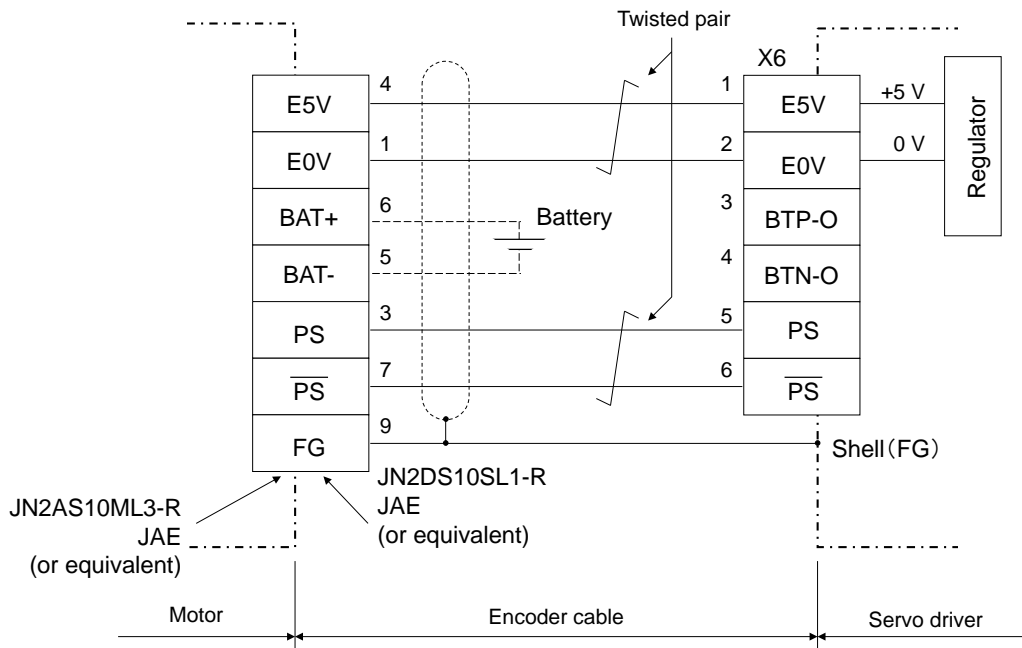 Twisted pair
X6
E5V
4
1
E5V
+5 V
Regulator
E0V
1
2
E0V
0 V
BAT+
6
Battery
3
BTP-O
BAT-
5
4
BTN-O
PS
3
5
PS
P̅S̅
7
6
P̅S̅
FG
9
Shell(FG)
JN2AS10ML3-R
JAE
(or equivalent)
JN2DS10SL1-R
JAE
(or equivalent)
Motor
Encoder cable
Servo driver